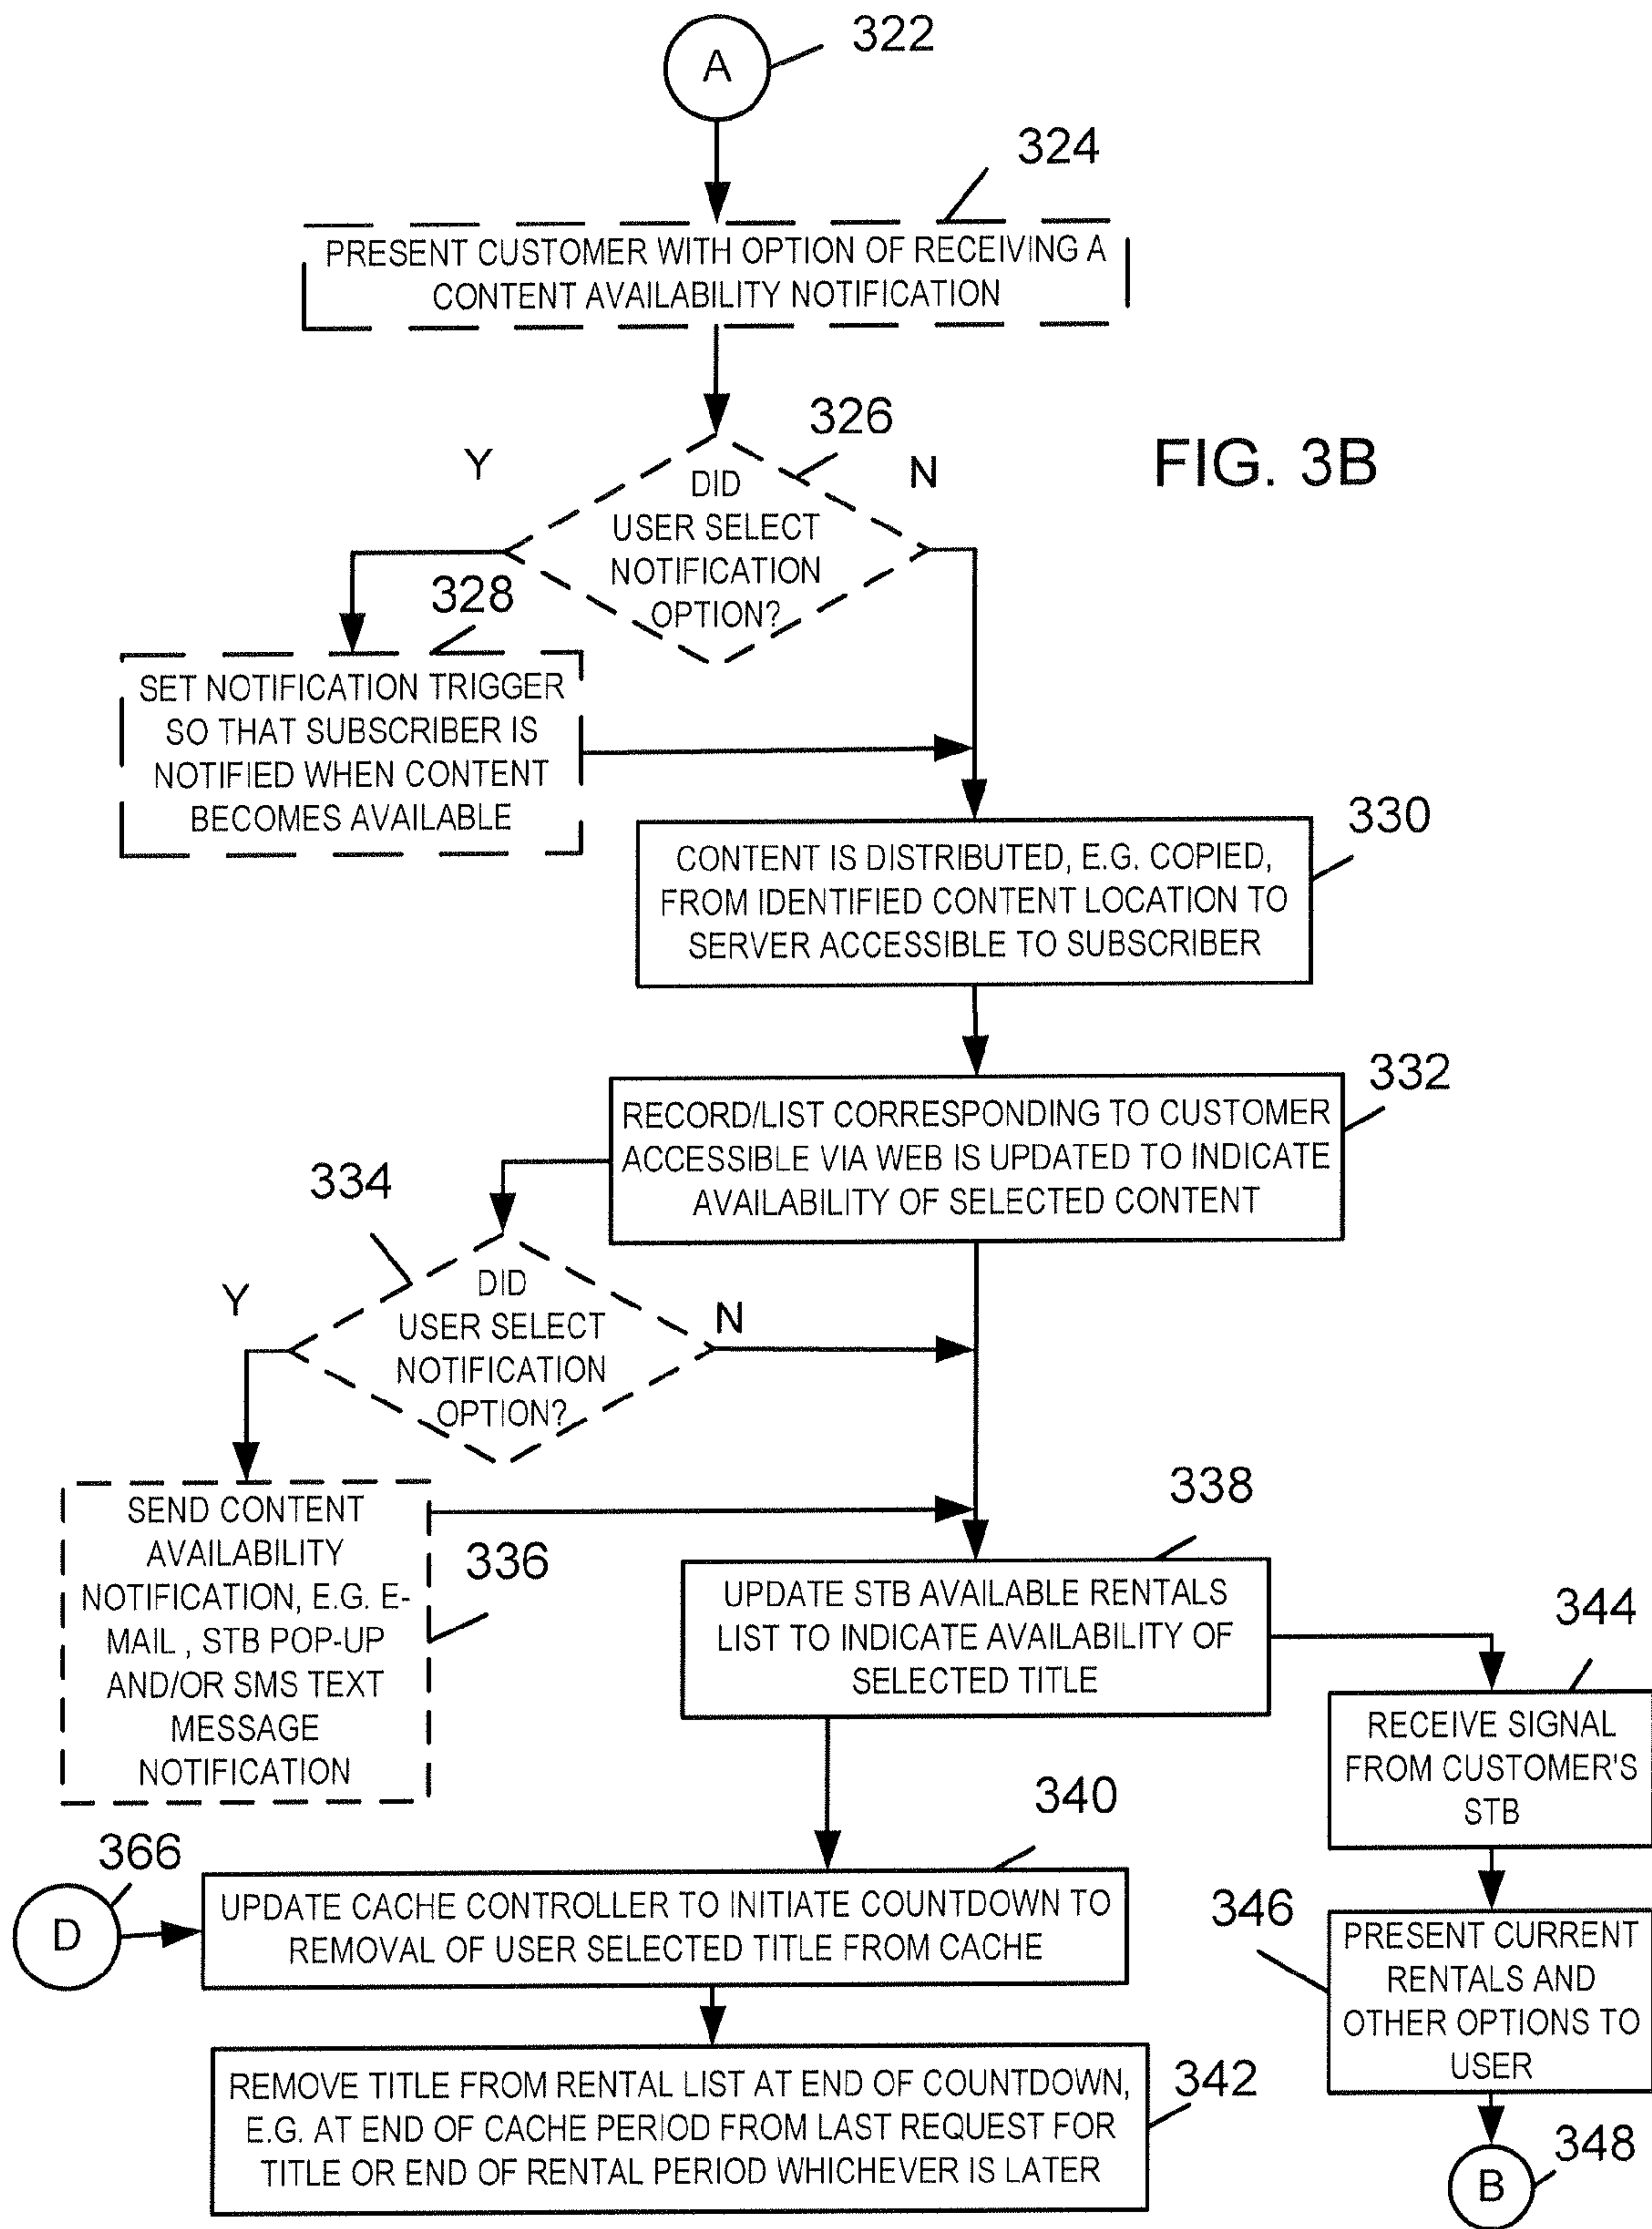 A
322
324
PRESENT CUSTOMER WITH OPTION OF RECEIVING A
CONTENT AVAILABILITY NOTIFICATION
326
Y
N
FIG. 3B
DID
USER SELECT
NOTIFICATION
OPTION?
328
SET NOTIFICATION TRIGGER
SO THAT SUBSCRIBER IS
NOTIFIED WHEN CONTENT
BECOMES AVAILABLE
330
CONTENT IS DISTRIBUTED, E.G. COPIED,
FROM IDENTIFIED CONTENT LOCATION TO
SERVER ACCESSIBLE TO SUBSCRIBER
332
RECORD/LIST CORRESPONDING TO CUSTOMER
ACCESSIBLE VIA WEB IS UPDATED TO INDICATE
AVAILABILITY OF SELECTED CONTENT
334
Y
N
DID
USER SELECT
NOTIFICATION
OPTION?
336
SEND CONTENT
AVAILABILITY
NOTIFICATION, E.G. E-
MAIL , STB POP-UP
AND/OR SMS TEXT
MESSAGE
NOTIFICATION
338
UPDATE STB AVAILABLE RENTALS
LIST TO INDICATE AVAILABILITY OF
SELECTED TITLE
344
RECEIVE SIGNAL
FROM CUSTOMER'S
STB
340
366
D
UPDATE CACHE CONTROLLER TO INITIATE COUNTDOWN TO
REMOVAL OF USER SELECTED TITLE FROM CACHE
346
PRESENT CURRENT
RENTALS AND
OTHER OPTIONS TO
USER
342
REMOVE TITLE FROM RENTAL LIST AT END OF COUNTDOWN,
E.G. AT END OF CACHE PERIOD FROM LAST REQUEST FOR
TITLE OR END OF RENTAL PERIOD WHICHEVER IS LATER
348
B